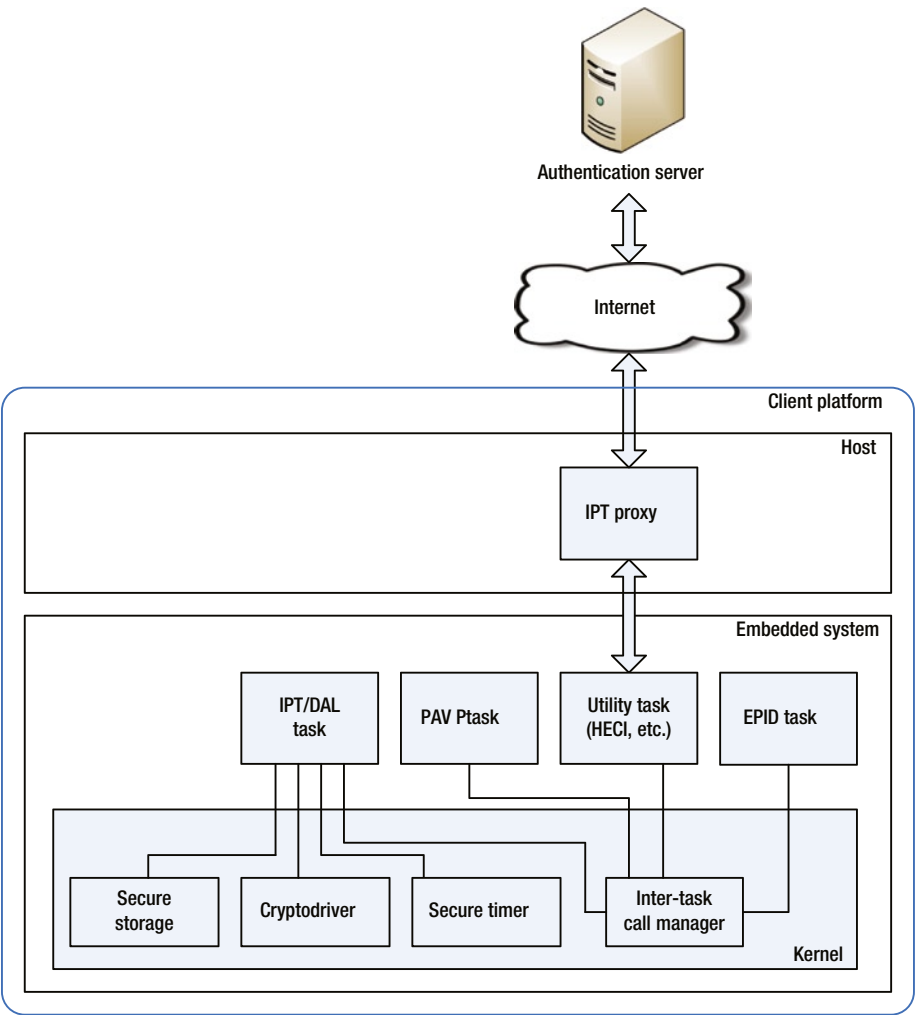 Authentication server
Internet
Client platform
Host
IPT proxy
Embedded system
IPT/DAL
task
PAV Ptask
Utility task
(HECI, etc.)
EPID task
Secure
storage
Cryptodriver
Secure timer
Inter-task
call manager
Kernel